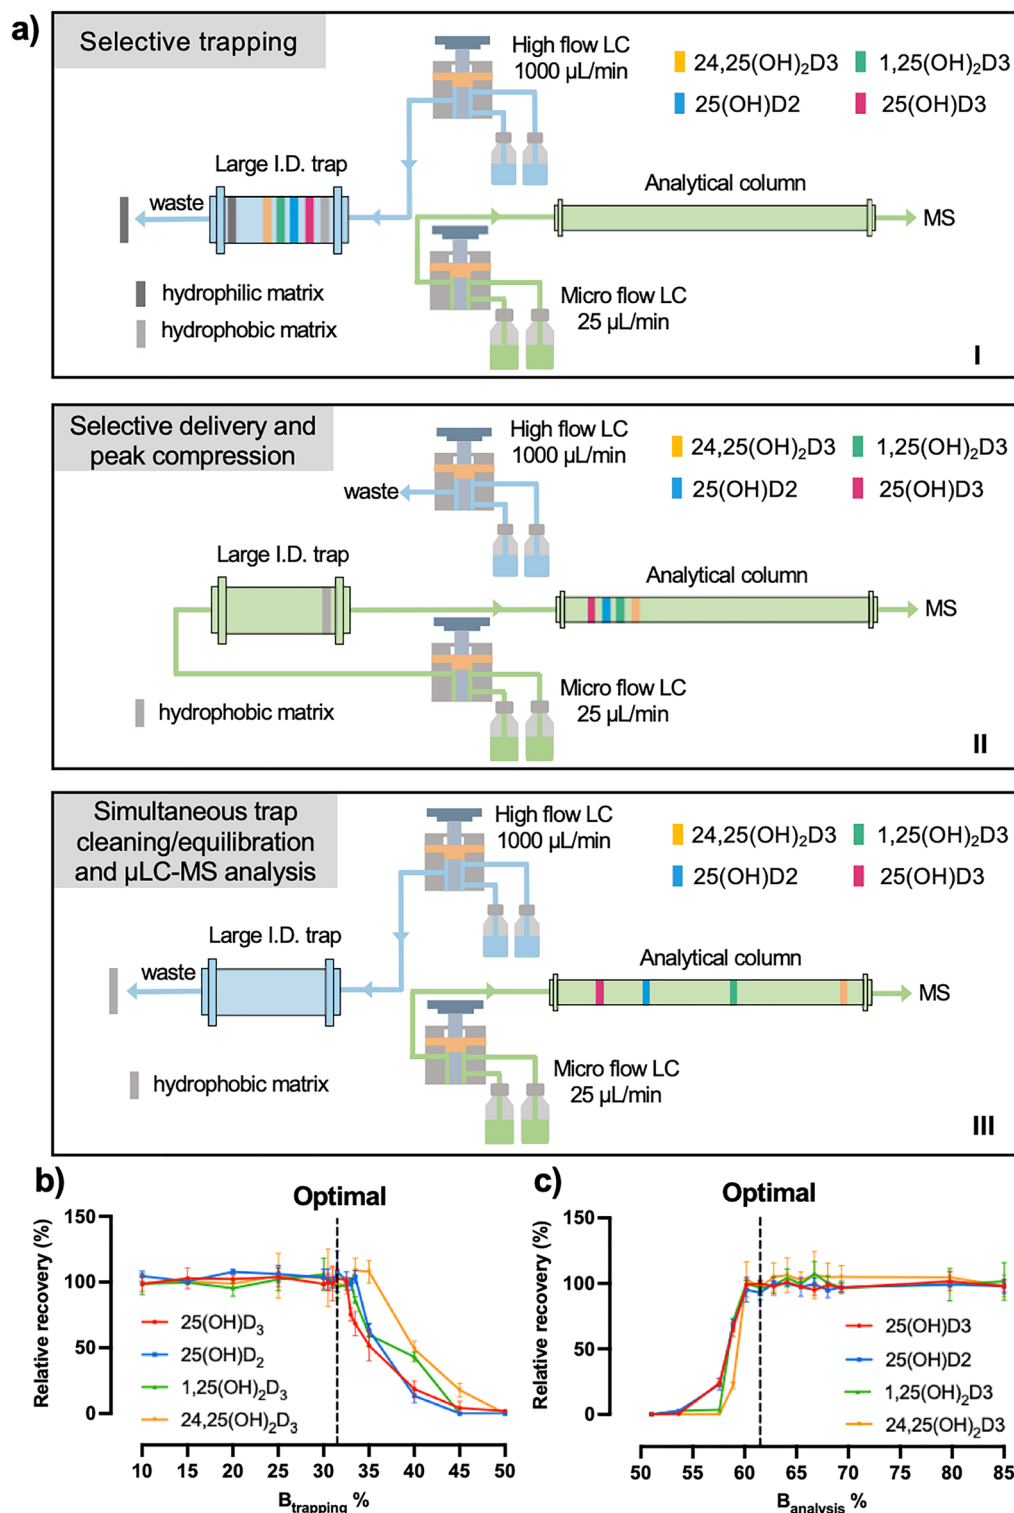 a)
Selective trapping
High flow LC
1000 µL/min
24,25(OH)₂D3
1,25(OH)₂D3
25(OH)D2
25(OH)D3
Large I.D. trap
waste
Analytical column
MS
hydrophilic matrix
hydrophobic matrix
Micro flow LC
25 µL/min
I
Selective delivery and
peak compression
High flow LC
1000 µL/min
24,25(OH)₂D3
1,25(OH)₂D3
25(OH)D2
25(OH)D3
waste
Large I.D. trap
Analytical column
MS
Micro flow LC
25 µL/min
hydrophobic matrix
II
Simultaneous trap
cleaning/equilibration
and µLC-MS analysis
High flow LC
1000 µL/min
24,25(OH)₂D3
1,25(OH)₂D3
25(OH)D2
25(OH)D3
Large I.D. trap
waste
Analytical column
MS
hydrophobic matrix
Micro flow LC
25 µL/min
III
b)
Optimal
Relative recovery (%)
150
100
50
0
25(OH)D₃
25(OH)D₂
1,25(OH)₂D₃
24,25(OH)₂D₃
10 15 20 25 30 35 40 45 50
B_trapping %
c)
Optimal
Relative recovery (%)
150
100
50
0
25(OH)D3
25(OH)D2
1,25(OH)₂D3
24,25(OH)₂D3
50 55 60 65 70 80 85
B_analysis %